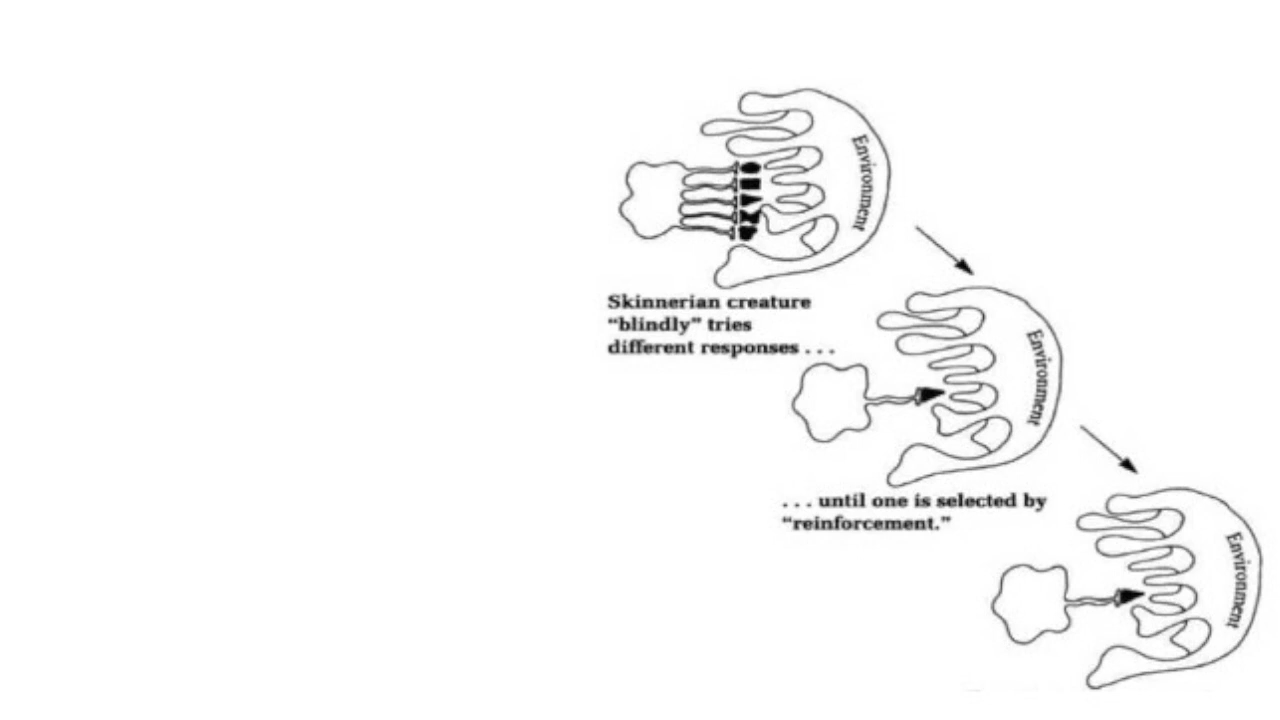 Environment
Skinnerian creature
“blindly” tries
different responses . . .
Environment
. . . until one is selected by
“reinforcement.”
Environment